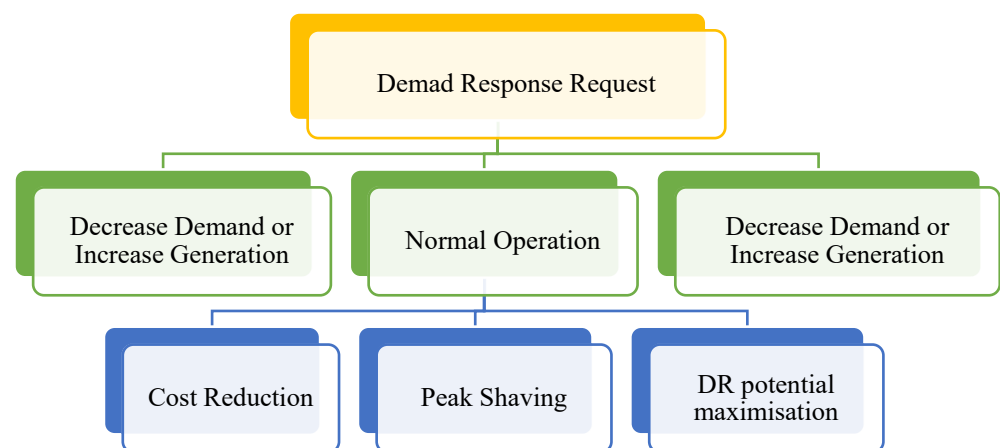 Demad Response Request
Decrease Demand or
Increase Generation
Normal Operation
Decrease Demand or
Increase Generation
Cost Reduction
Peak Shaving
DR potential
maximisation